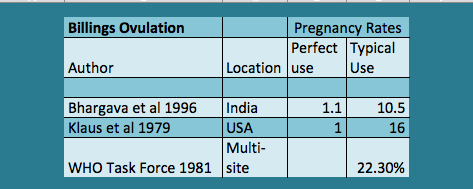 Billings Ovulation Pregnancy Rates
Author Location Perfect use Typical Use
Bhargava et al 1996 India 1.1 10.5
Klaus et al 1979 USA 1 16
WHO Task Force 1981 Multi-site 22.30%